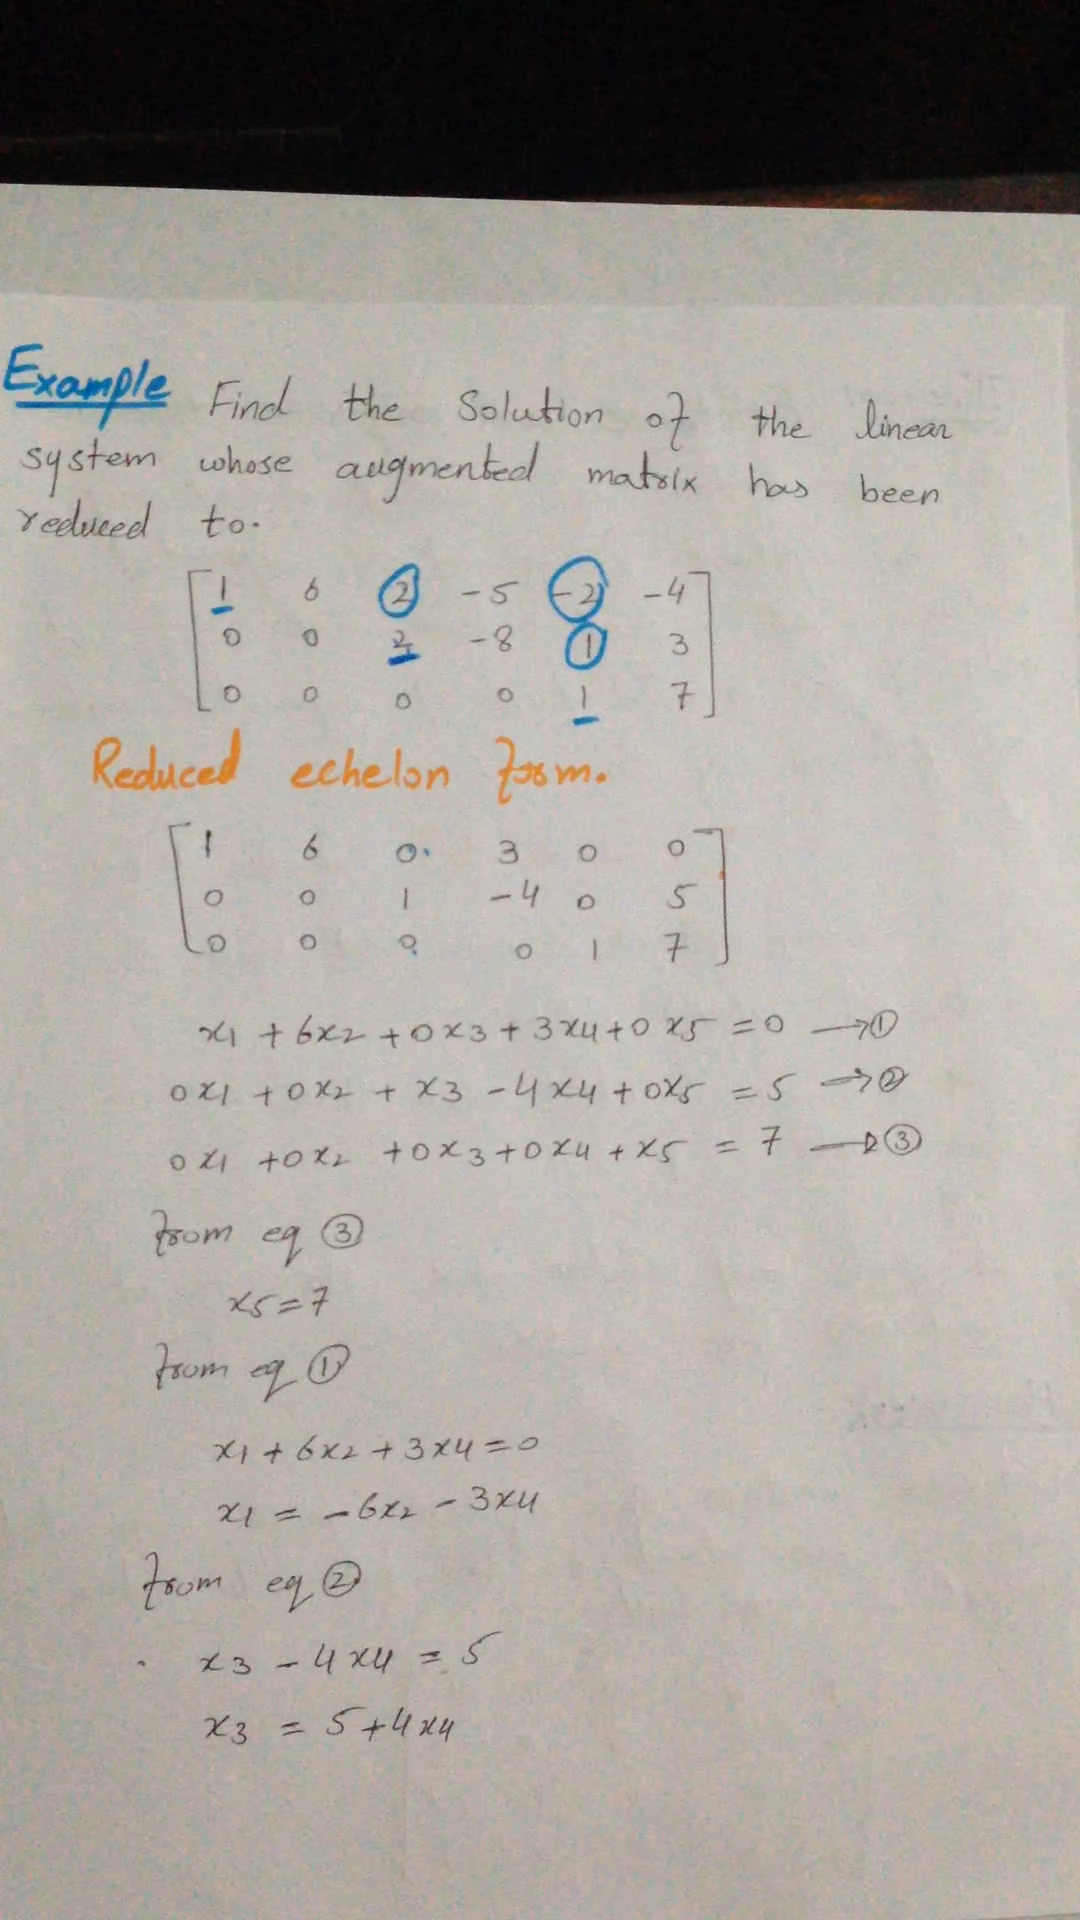 Example Find the Solution of the linear
system whose augmented matrix has been
reduced to.
1 6 2 -5 -2 -4
0 0 2 -8 1 3
0 0 0 0 1 7
Reduced echelon form.
1 6 0 3 0 0
0 0 1 -4 0 5
0 0 0 0 1 7
x1 + 6x2 + 0x3 + 3x4 + 0x5 = 0 → ①
0x1 + 0x2 + x3 - 4x4 + 0x5 = 5 → ②
0x1 + 0x2 + 0x3 + 0x4 + x5 = 7 → ③
from eq ③
x5 = 7
from eq ①
x1 + 6x2 + 3x4 = 0
x1 = -6x2 - 3x4
from eq ②
x3 - 4x4 = 5
x3 = 5 + 4x4